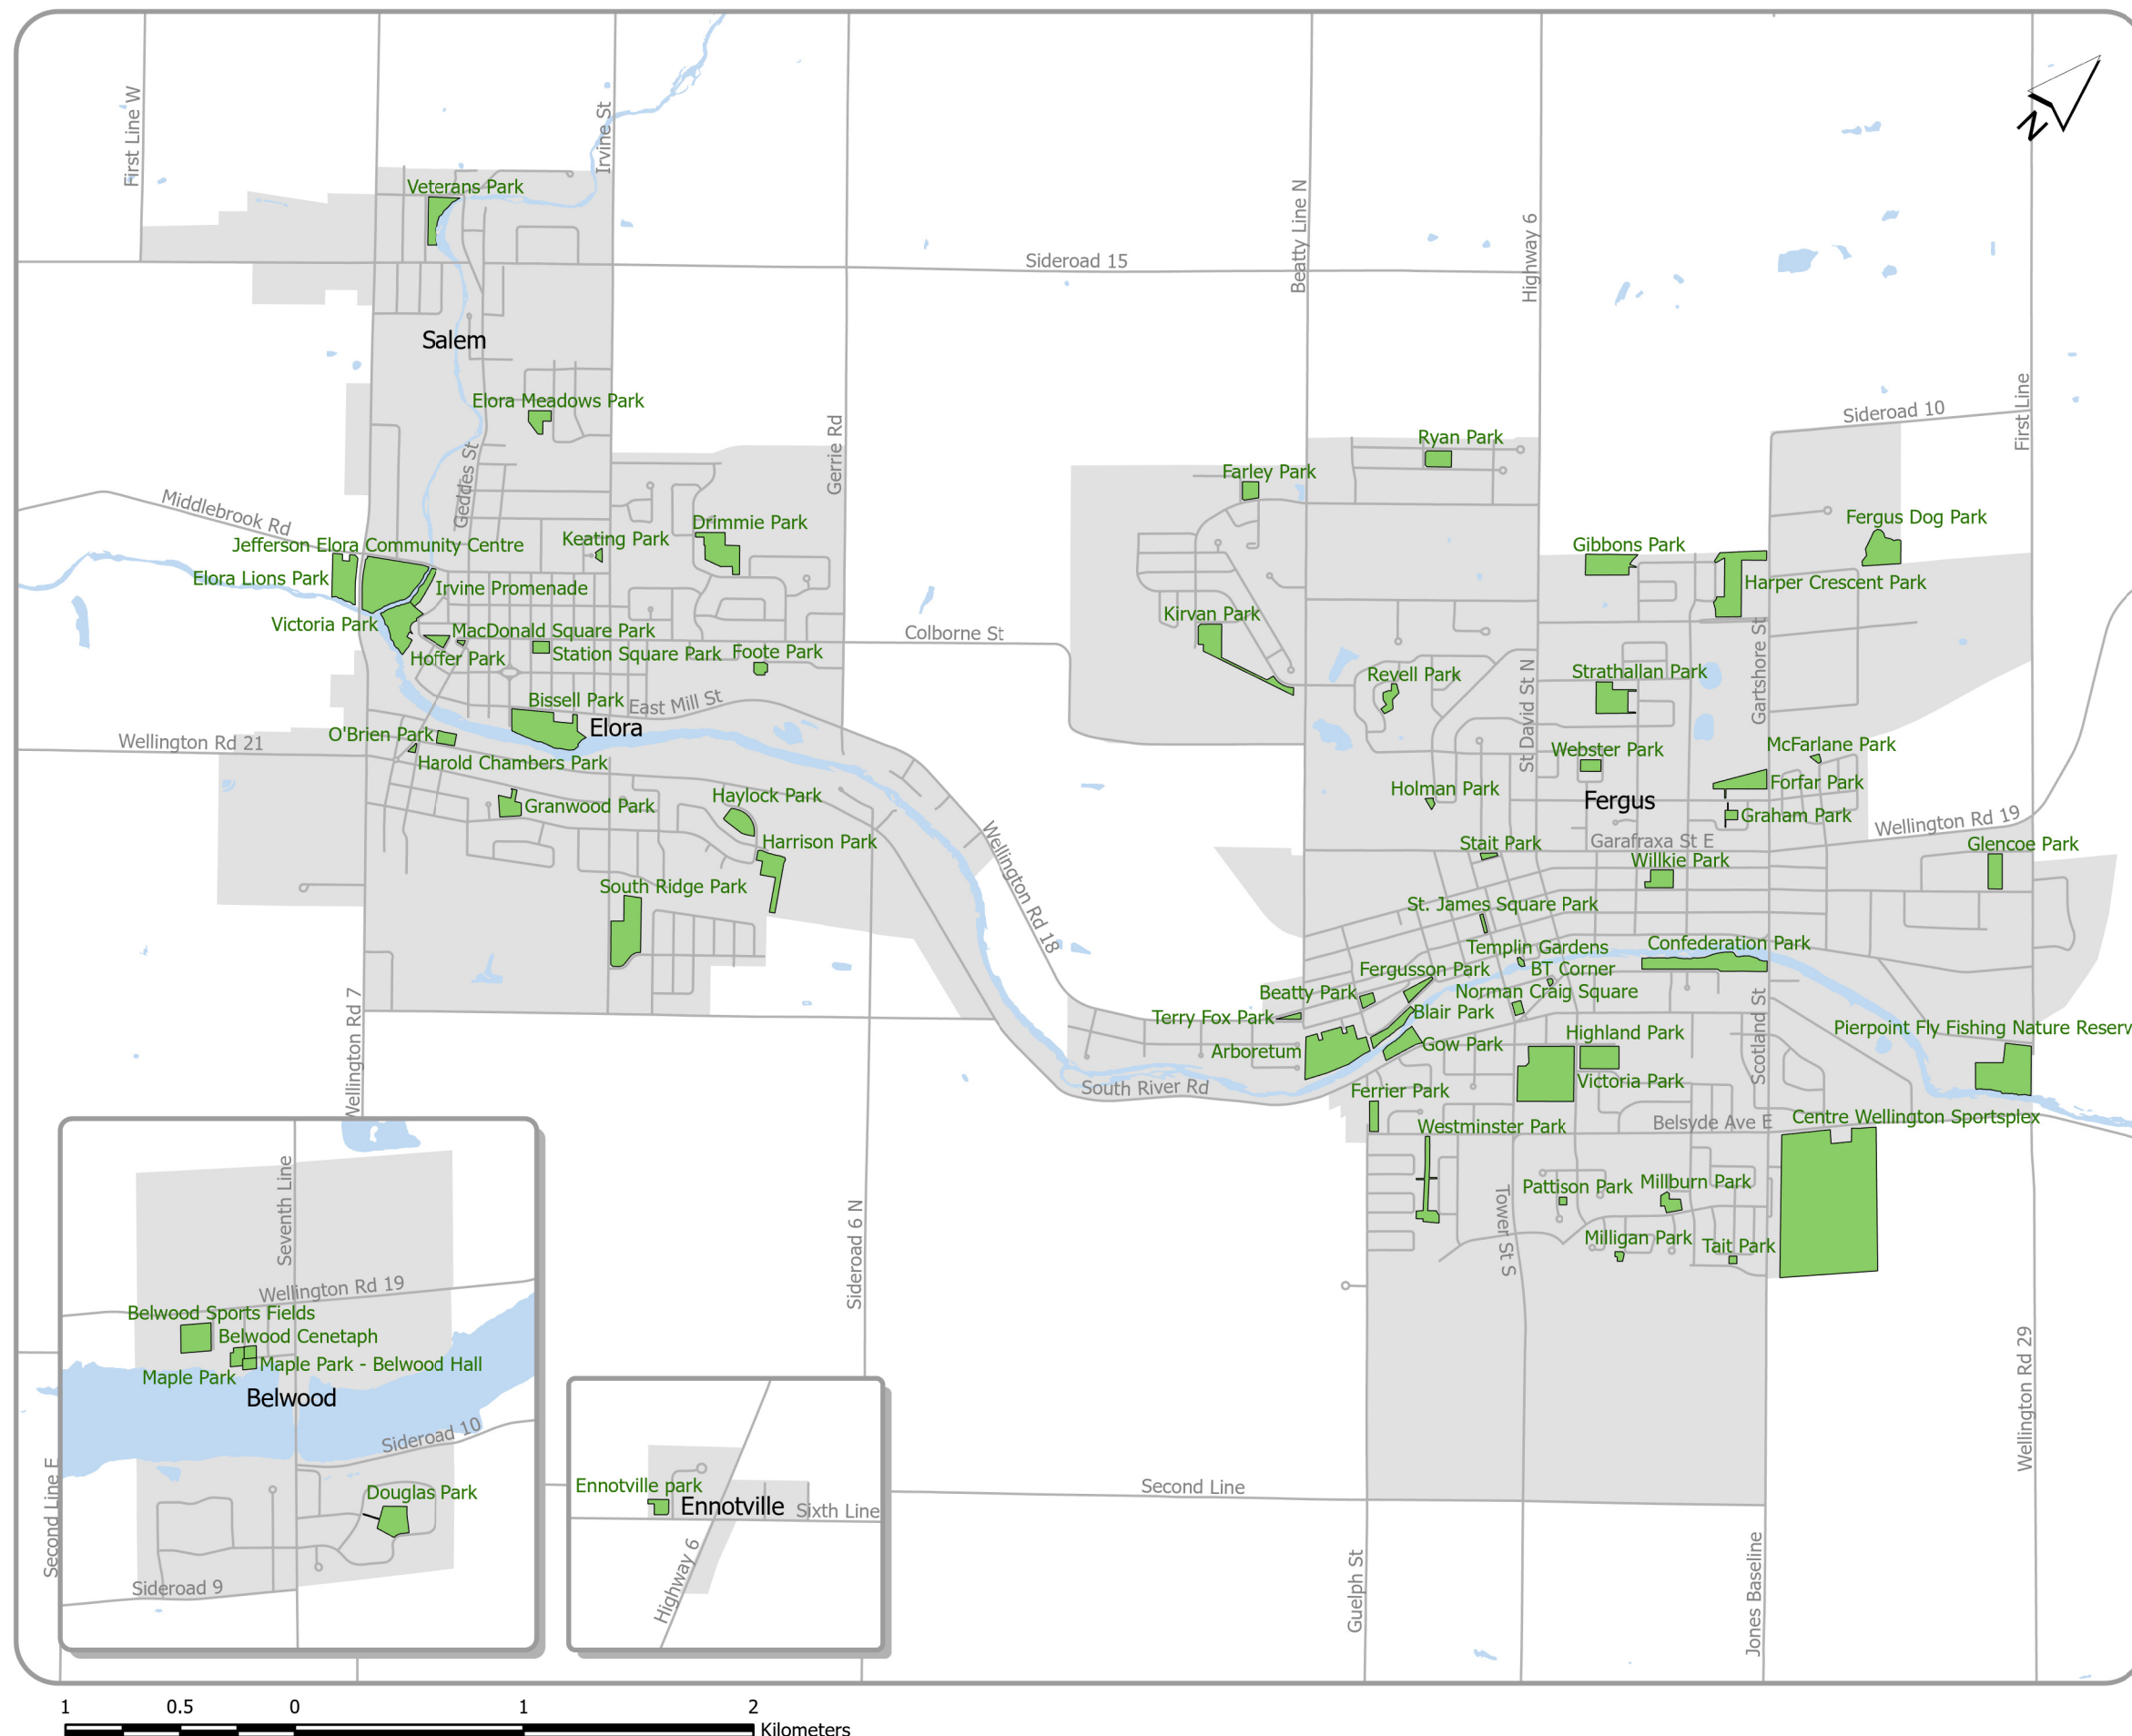 First Line W
Irvine St
N
Veterans Park
Beatty Line N
Highway 6
Sideroad 15
Salem
Elora Meadows Park
Geddes St
Gerrie Rd
Sideroad 10
First Line
Ryan Park
Farley Park
Middlebrook Rd
Drimmie Park
Fergus Dog Park
Keating Park
Jefferson Elora Community Centre
Gibbons Park
Elora Lions Park
Irvine Promenade
Harper Crescent Park
Kirvan Park
Victoria Park
MacDonald Square Park
Colborne St
Hoffer Park
Station Square Park
Foote Park
Revell Park
Strathallan Park
Gartshore St
St David St N
Bissell Park
East Mill St
Elora
O'Brien Park
Wellington Rd 21
Harold Chambers Park
Webster Park
McFarlane Park
Forfar Park
Holman Park
Fergus
Granwood Park
Haylock Park
Graham Park
Wellington Rd 19
Harrison Park
Wellington Rd 18
Stait Park
Garafraxa St E
Glencoe Park
Willkie Park
South Ridge Park
St. James Square Park
Templin Gardens
Confederation Park
Fergusson Park
BT Corner
Beatty Park
Norman Craig Square
Terry Fox Park
Blair Park
Arboretum
Gow Park
Highland Park
Scotland St
Pierpoint Fly Fishing Nature Reserv
Wellington Rd 7
South River Rd
Ferrier Park
Victoria Park
Westminster Park
Belsyde Ave E
Centre Wellington Sportsplex
Pattison Park
Millburn Park
Tower St S
Milligan Park
Tait Park
Seventh Line
Sideroad 6 N
Wellington Rd 19
Belwood Sports Fields
Belwood Cenetaph
Maple Park - Belwood Hall
Maple Park
Belwood
Sideroad 10
Wellington Rd 29
Second Line E
Douglas Park
Sideroad 9
Ennotville park
Ennotville
Sixth Line
Highway 6
Second Line
Guelph St
Jones Baseline
1 0.5 0 1 2
Kilometers